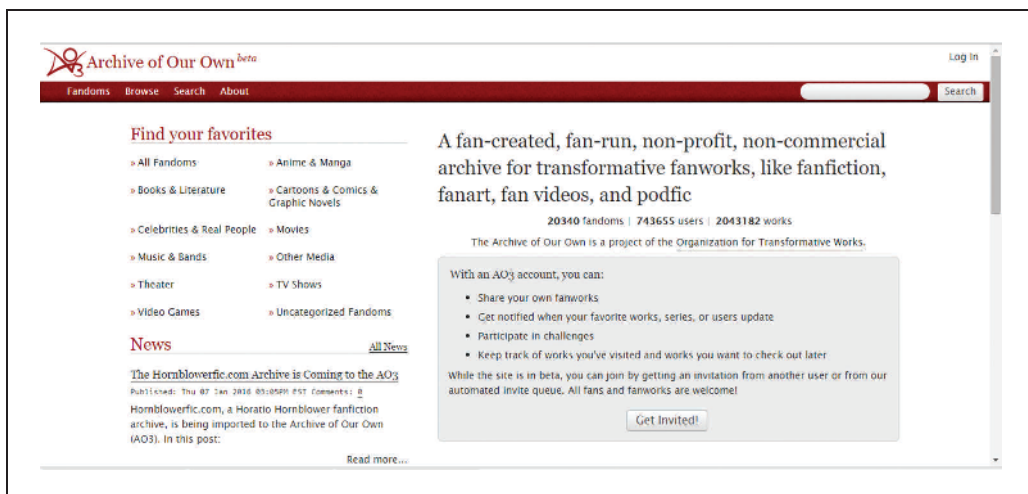 Archive of Our Own beta
Log In
Fandoms Browse Search About
Search
Find your favorites
» All Fandoms
» Anime & Manga
» Books & Literature
» Cartoons & Comics &
Graphic Novels
» Celebrities & Real People
» Movies
» Music & Bands
» Other Media
» Theater
» TV Shows
» Video Games
» Uncategorized Fandoms
News
All News
The Hornblowerfic.com Archive is Coming to the AO3
Published: Thu 07 Jan 2016 03:05PM EST Comments: 0
Hornblowerfic.com, a Horatio Hornblower fanfiction
archive, is being imported to the Archive of Our Own
(AO3). In this post:
Read more...
A fan-created, fan-run, non-profit, non-commercial
archive for transformative fanworks, like fanfiction,
fanart, fan videos, and podfic
20340 fandoms | 743655 users | 2043182 works
The Archive of Our Own is a project of the Organization for Transformative Works.
With an AO3 account, you can:
▪ Share your own fanworks
▪ Get notified when your favorite works, series, or users update
▪ Participate in challenges
▪ Keep track of works you've visited and works you want to check out later
While the site is in beta, you can join by getting an invitation from another user or from our
automated invite queue. All fans and fanworks are welcome!
Get Invited!